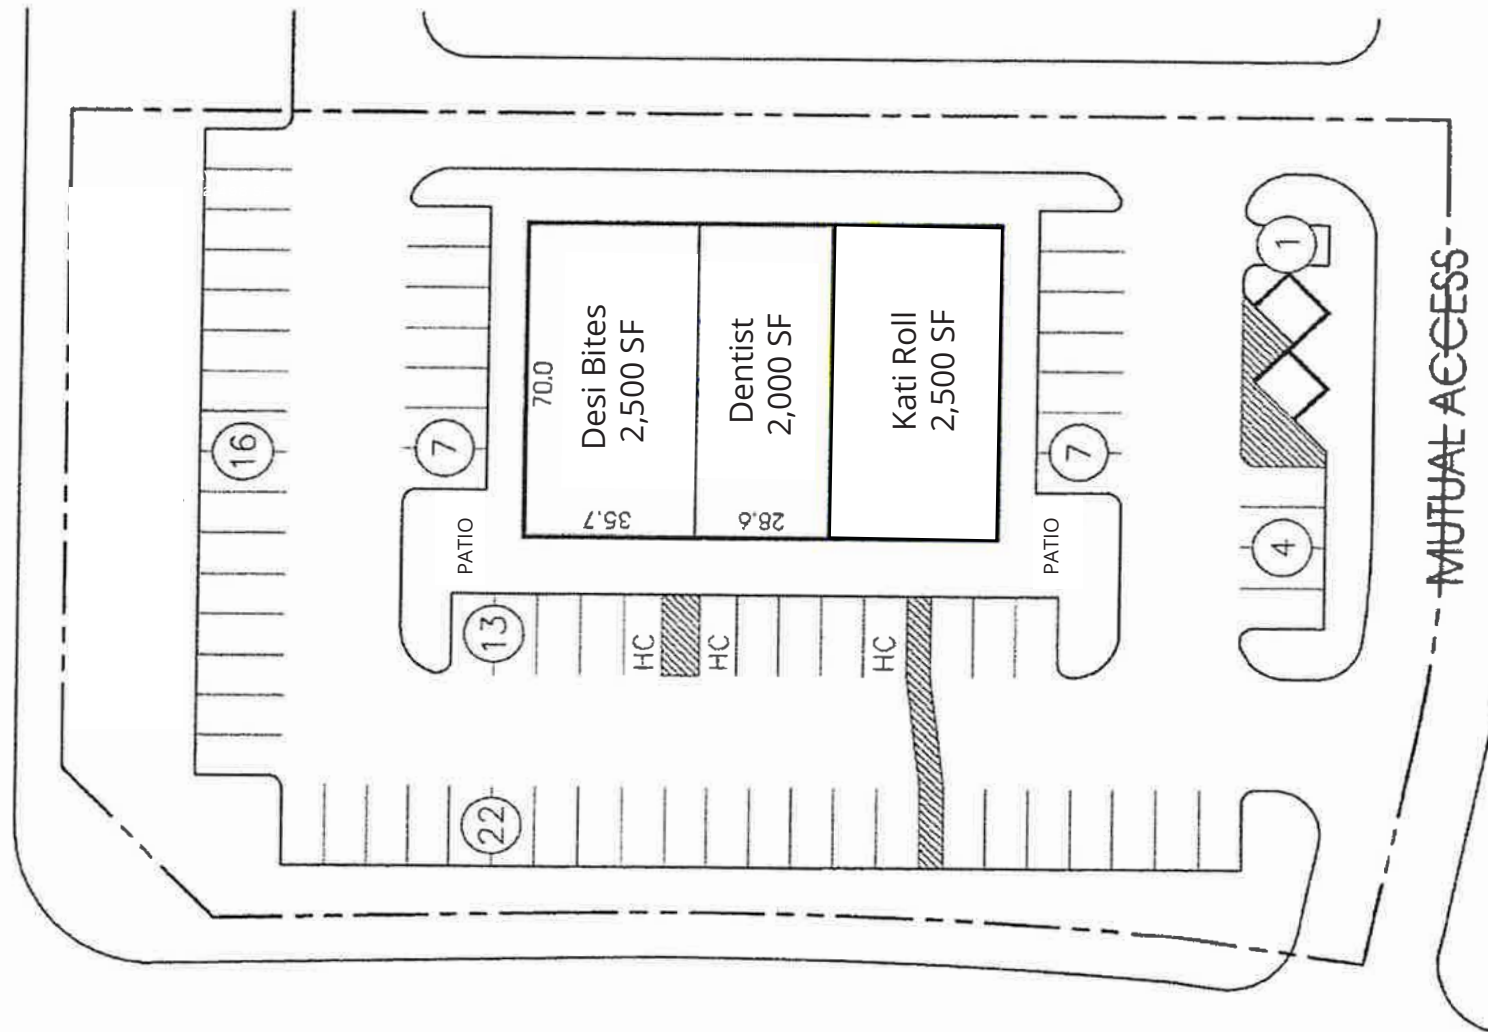 1
16
7
70.0
Desi Bites
2,500 SF
Dentist
2,000 SF
Kati Roll
2,500 SF
7
MUTUAL ACCESS
35.7
28.6
PATIO
PATIO
4
13
HC
HC
HC
22